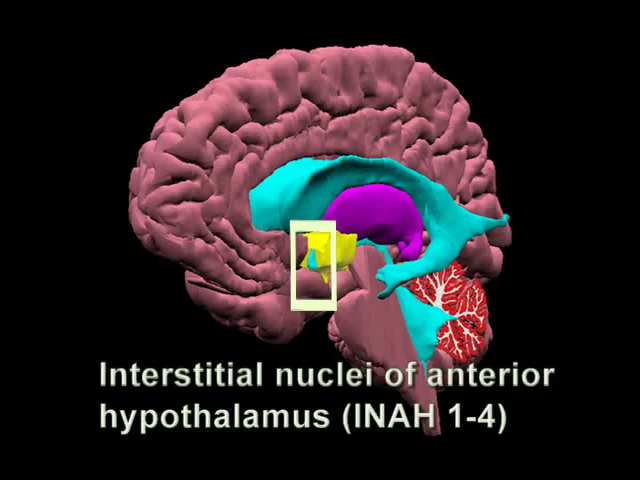 Interstitial nuclei of anterior
hypothalamus (INAH 1-4)